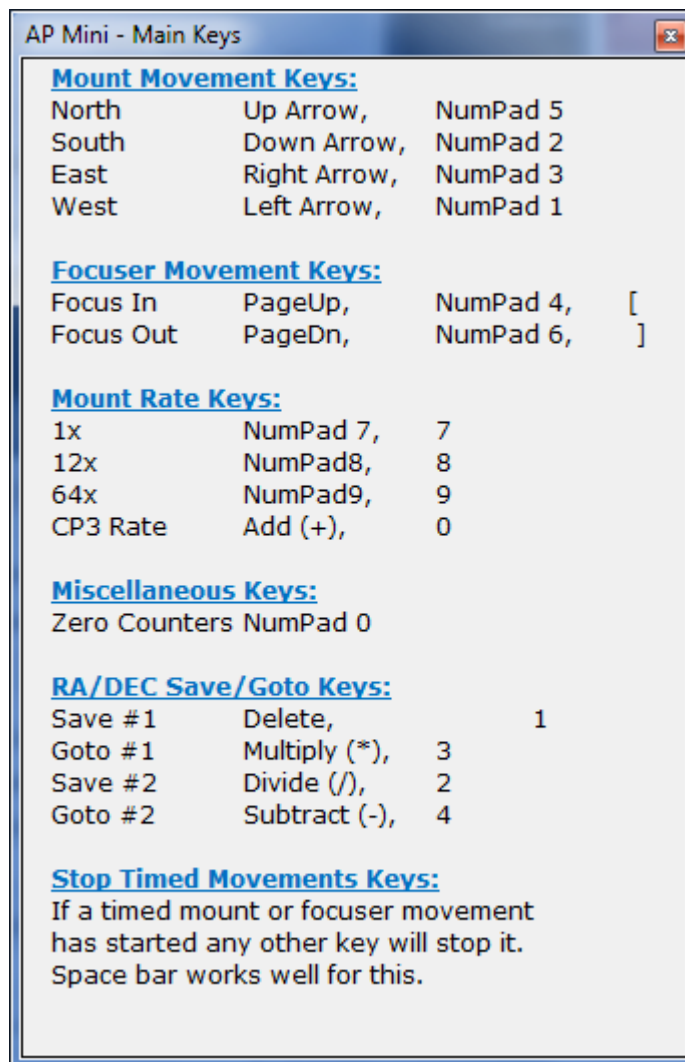 AP Mini - Main Keys
Mount Movement Keys:
North Up Arrow, NumPad 5
South Down Arrow, NumPad 2
East Right Arrow, NumPad 3
West Left Arrow, NumPad 1
Focuser Movement Keys:
Focus In PageUp, NumPad 4, [
Focus Out PageDn, NumPad 6, ]
Mount Rate Keys:
1x NumPad 7, 7
12x NumPad8, 8
64x NumPad9, 9
CP3 Rate Add (+), 0
Miscellaneous Keys:
Zero Counters NumPad 0
RA/DEC Save/Goto Keys:
Save #1 Delete, 1
Goto #1 Multiply (*), 3
Save #2 Divide (/), 2
Goto #2 Subtract (-), 4
Stop Timed Movements Keys:
If a timed mount or focuser movement
has started any other key will stop it.
Space bar works well for this.